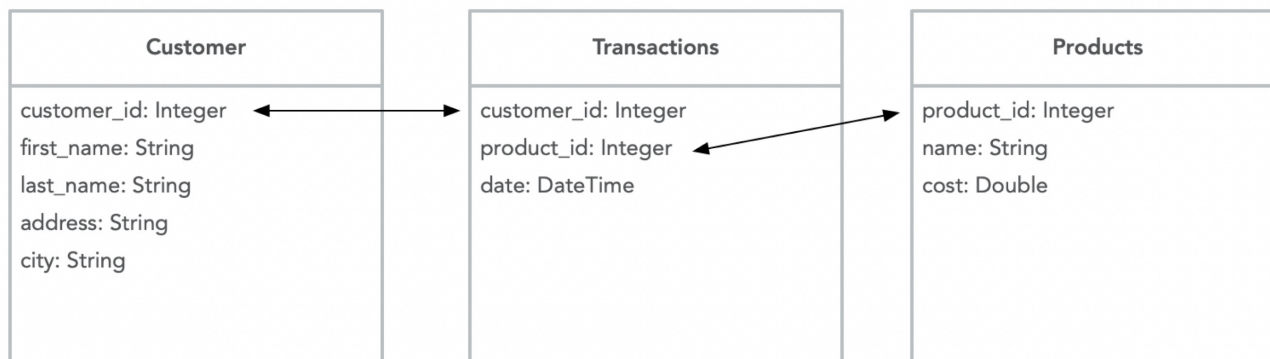 Customer
customer_id: Integer
first_name: String
last_name: String
address: String
city: String
Transactions
customer_id: Integer
product_id: Integer
date: DateTime
Products
product_id: Integer
name: String
cost: Double